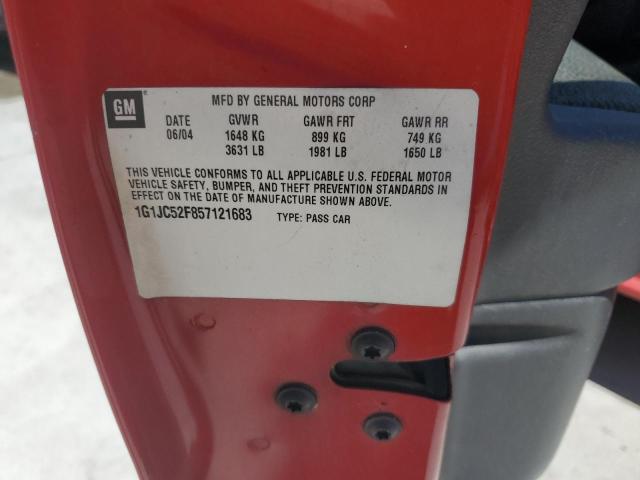 GM
MFD BY GENERAL MOTORS CORP
DATE GVWR GAWR FRT GAWR RR
06/04 1648 KG 899 KG 749 KG
3631 LB 1981 LB 1650 LB
THIS VEHICLE CONFORMS TO ALL APPLICABLE U.S. FEDERAL MOTOR
VEHICLE SAFETY, BUMPER, AND THEFT PREVENTION STANDARDS IN
EFFECT ON THE DATE OF MANUFACTURE SHOWN ABOVE.
1G1JC52F857121683 TYPE: PASS CAR